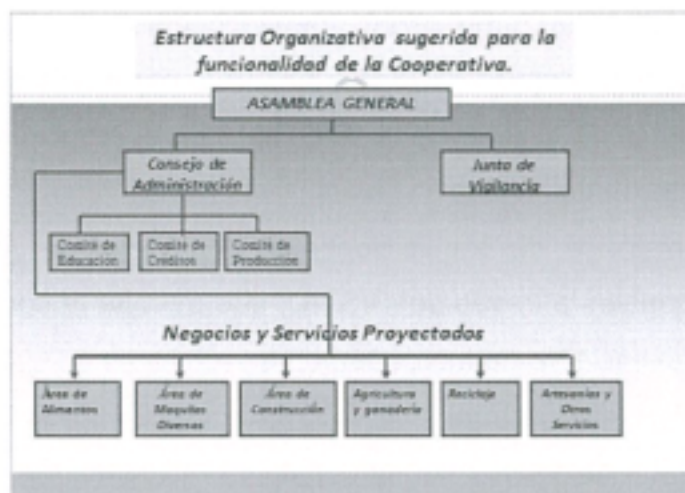 Estructura Organizativa sugerida para la
funcionalidad de la Cooperativa.
ASAMBLEA GENERAL
Consejo de
Administración
Junta de
Vigilancia
Comité de
Educación
Comité de
Créditos
Comité de
Produccion
Negocios y Servicios Proyectados
Área de
Alimentos
Área de
Maquilas
Diversas
Área de
Construcción
Agricultura
y ganadería
Reciclaje
Artesanías y
Otros
Servicios